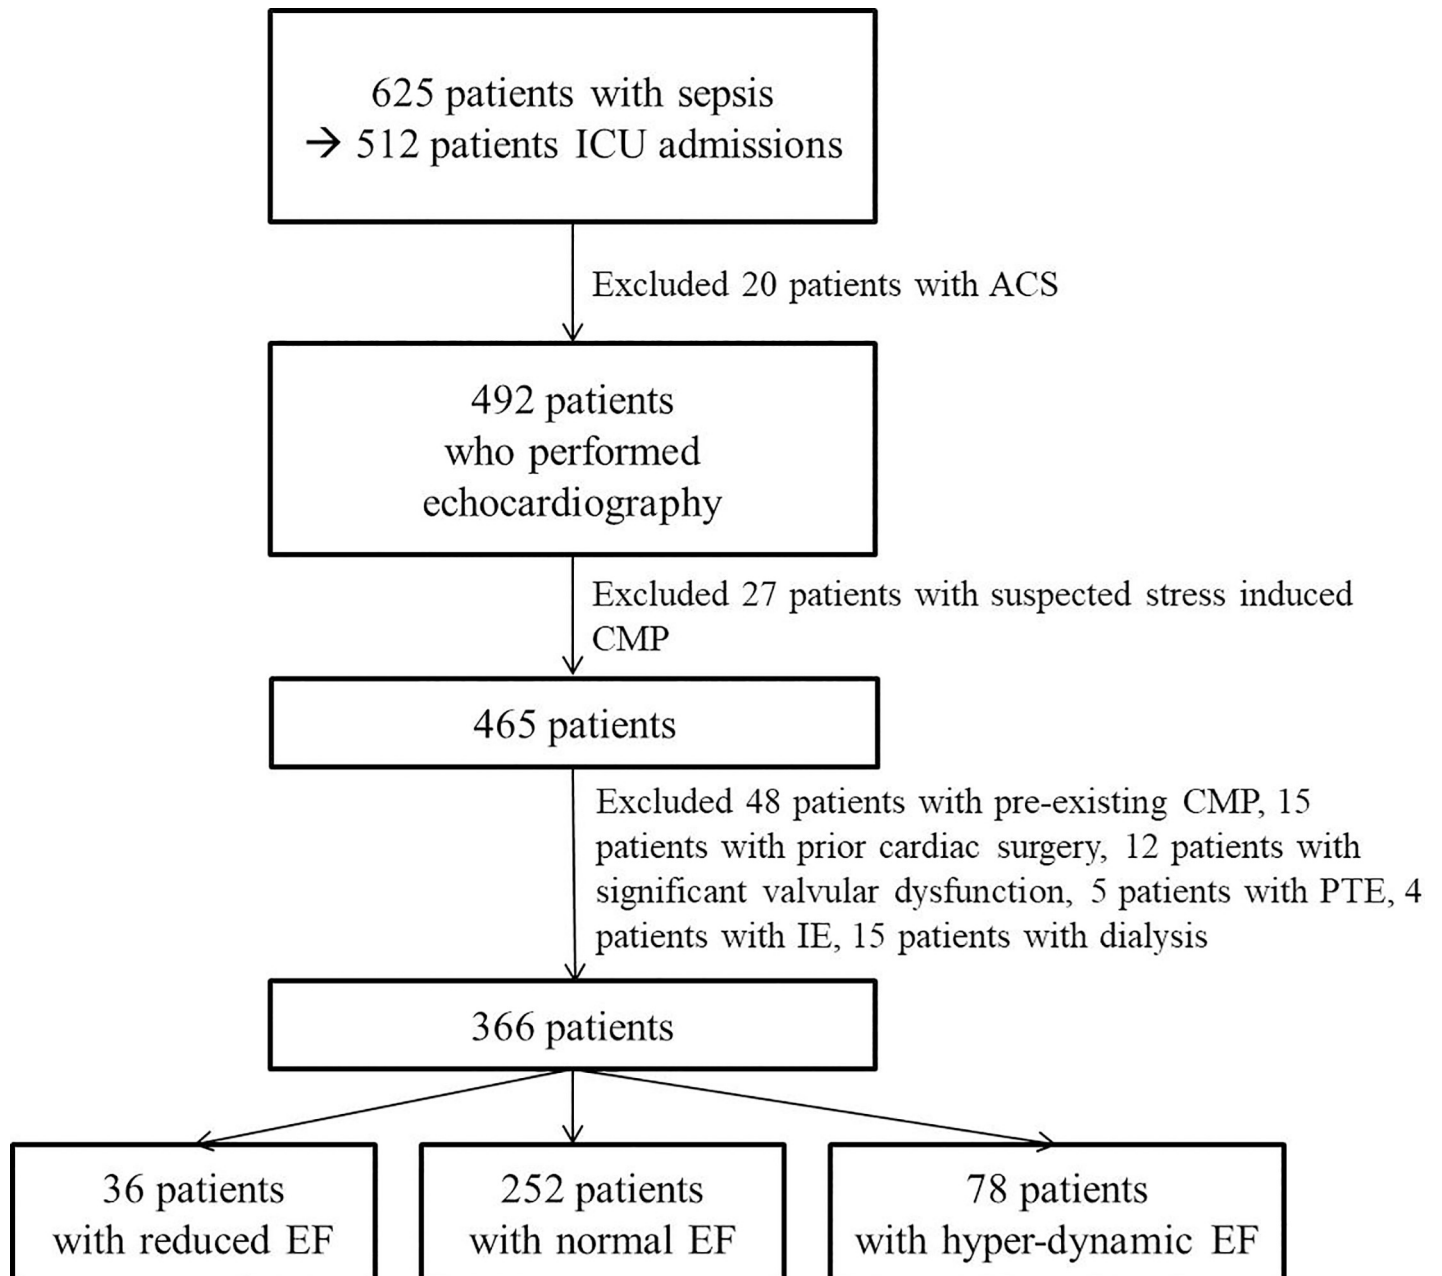 625 patients with sepsis
→ 512 patients ICU admissions
Excluded 20 patients with ACS
492 patients
who performed
echocardiography
Excluded 27 patients with suspected stress induced
CMP
465 patients
Excluded 48 patients with pre-existing CMP, 15
patients with prior cardiac surgery, 12 patients with
significant valvular dysfunction, 5 patients with PTE, 4
patients with IE, 15 patients with dialysis
366 patients
36 patients
with reduced EF
252 patients
with normal EF
78 patients
with hyper-dynamic EF